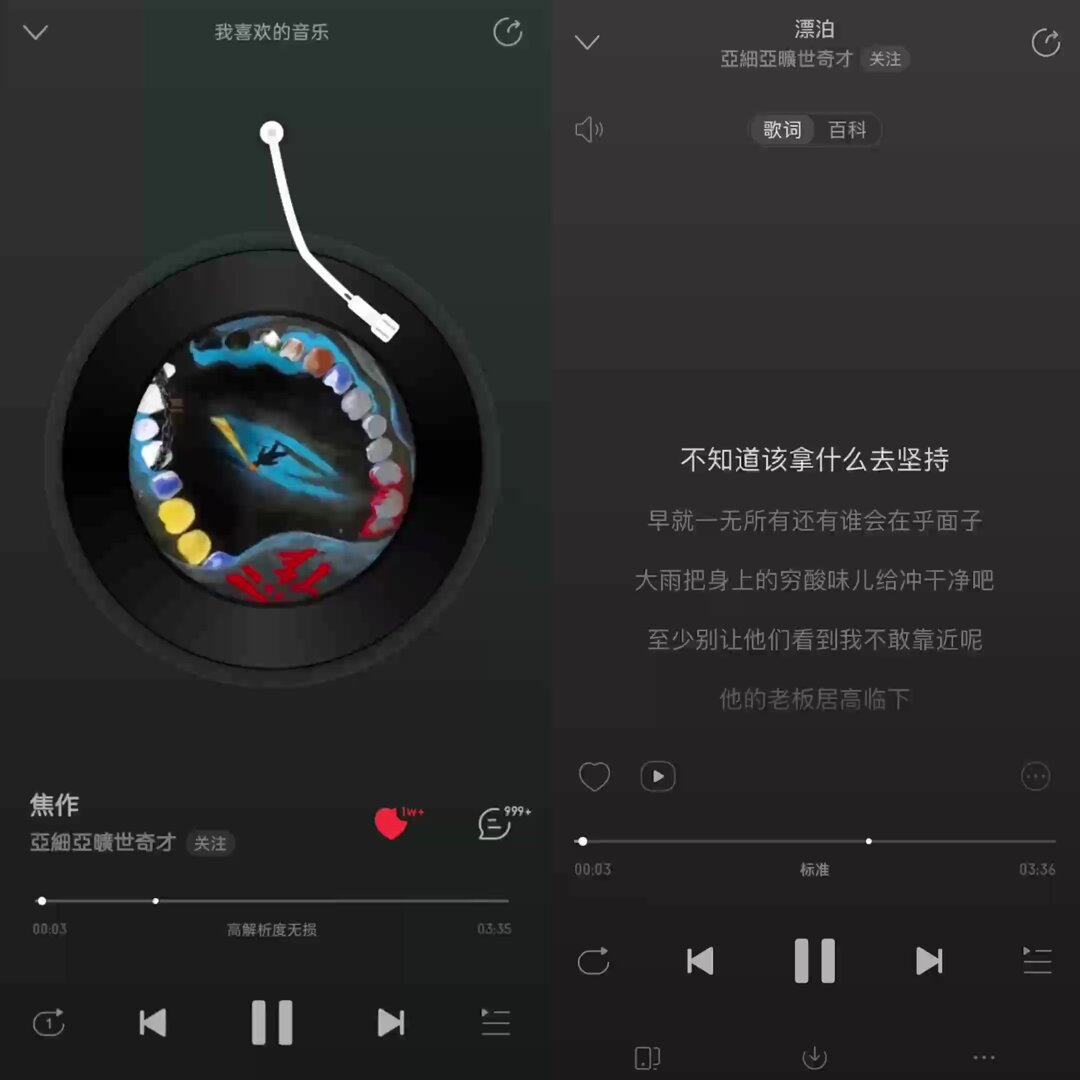 我喜欢的音乐
焦作
亞細亞曠世奇才 关注
1w+
999+
00:03 高解析度无损 03:35
1
漂泊
亞細亞曠世奇才 关注
歌词 百科
不知道该拿什么去坚持
早就一无所有还有谁会在乎面子
大雨把身上的穷酸味儿给冲干净吧
至少别让他们看到我不敢靠近呢
他的老板居高临下
00:03 标准 03:36